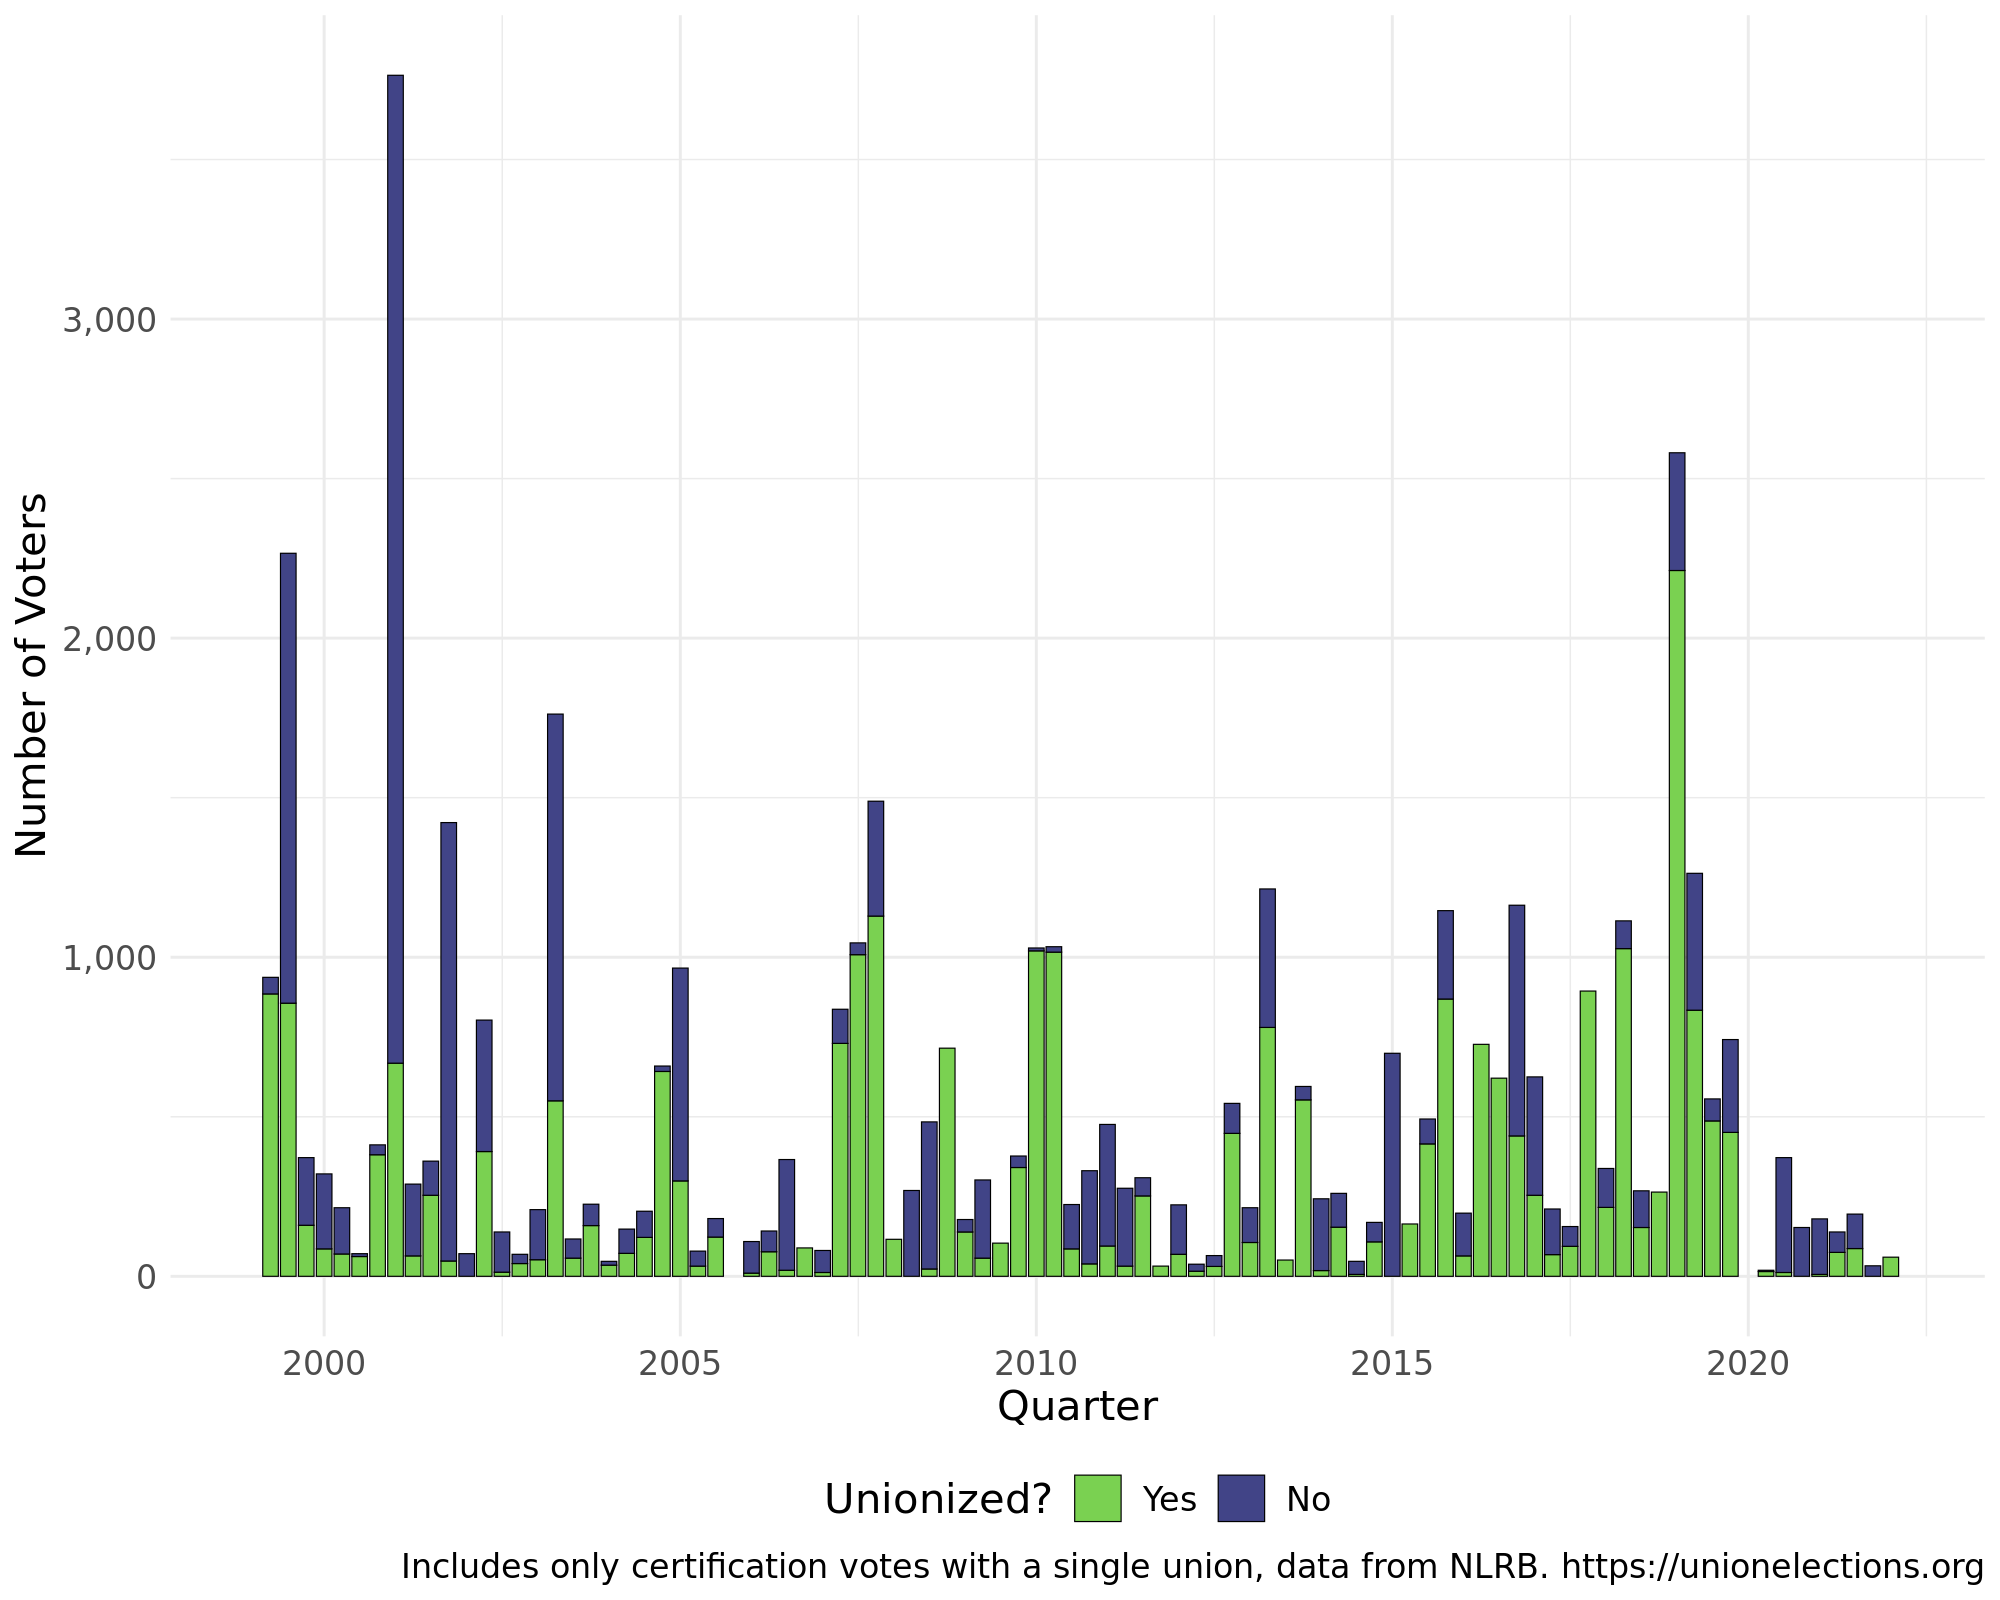 Number of Voters
3,000
2,000
1,000
0
2000 2005 2010 2015 2020
Quarter
Unionized? Yes No
Includes only certification votes with a single union, data from NLRB. https://unionelections.org